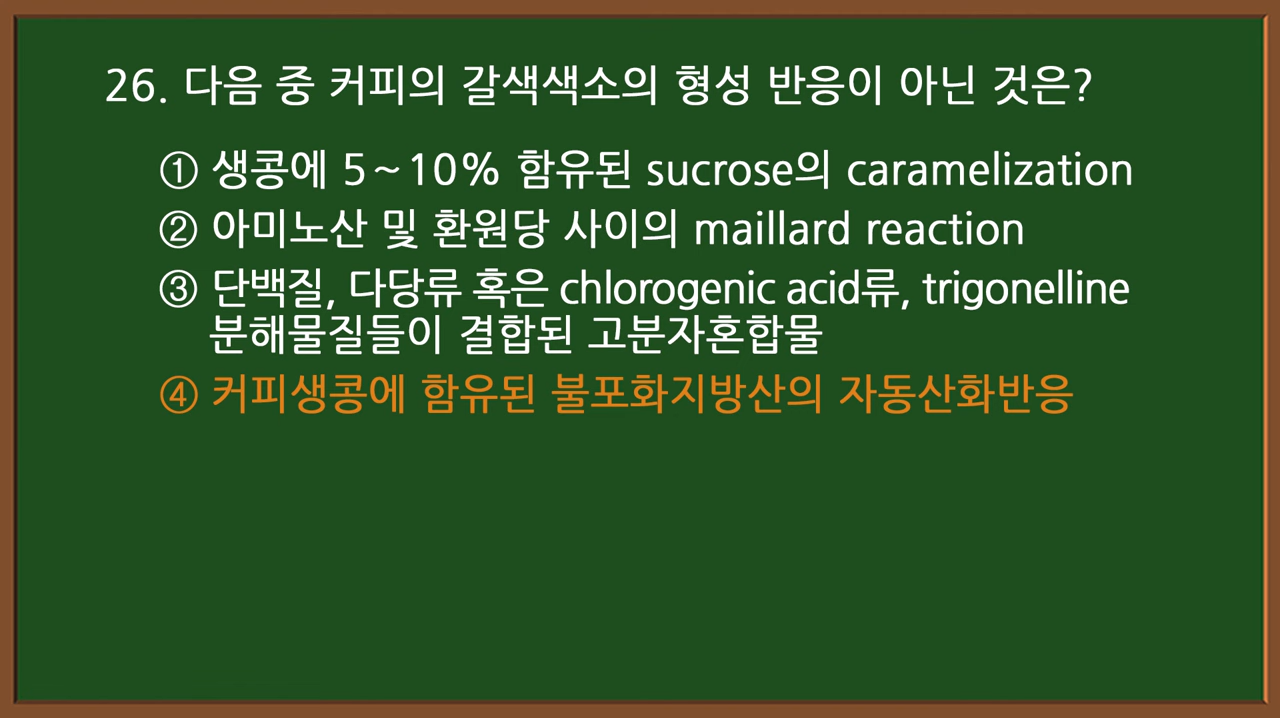 26. 다음 중 커피의 갈색색소의 형성 반응이 아닌 것은?
① 생콩에 5~10% 함유된 sucrose의 caramelization
② 아미노산 및 환원당 사이의 maillard reaction
③ 단백질, 다당류 혹은 chlorogenic acid류, trigonelline
분해물질들이 결합된 고분자혼합물
④ 커피생콩에 함유된 불포화지방산의 자동산화반응